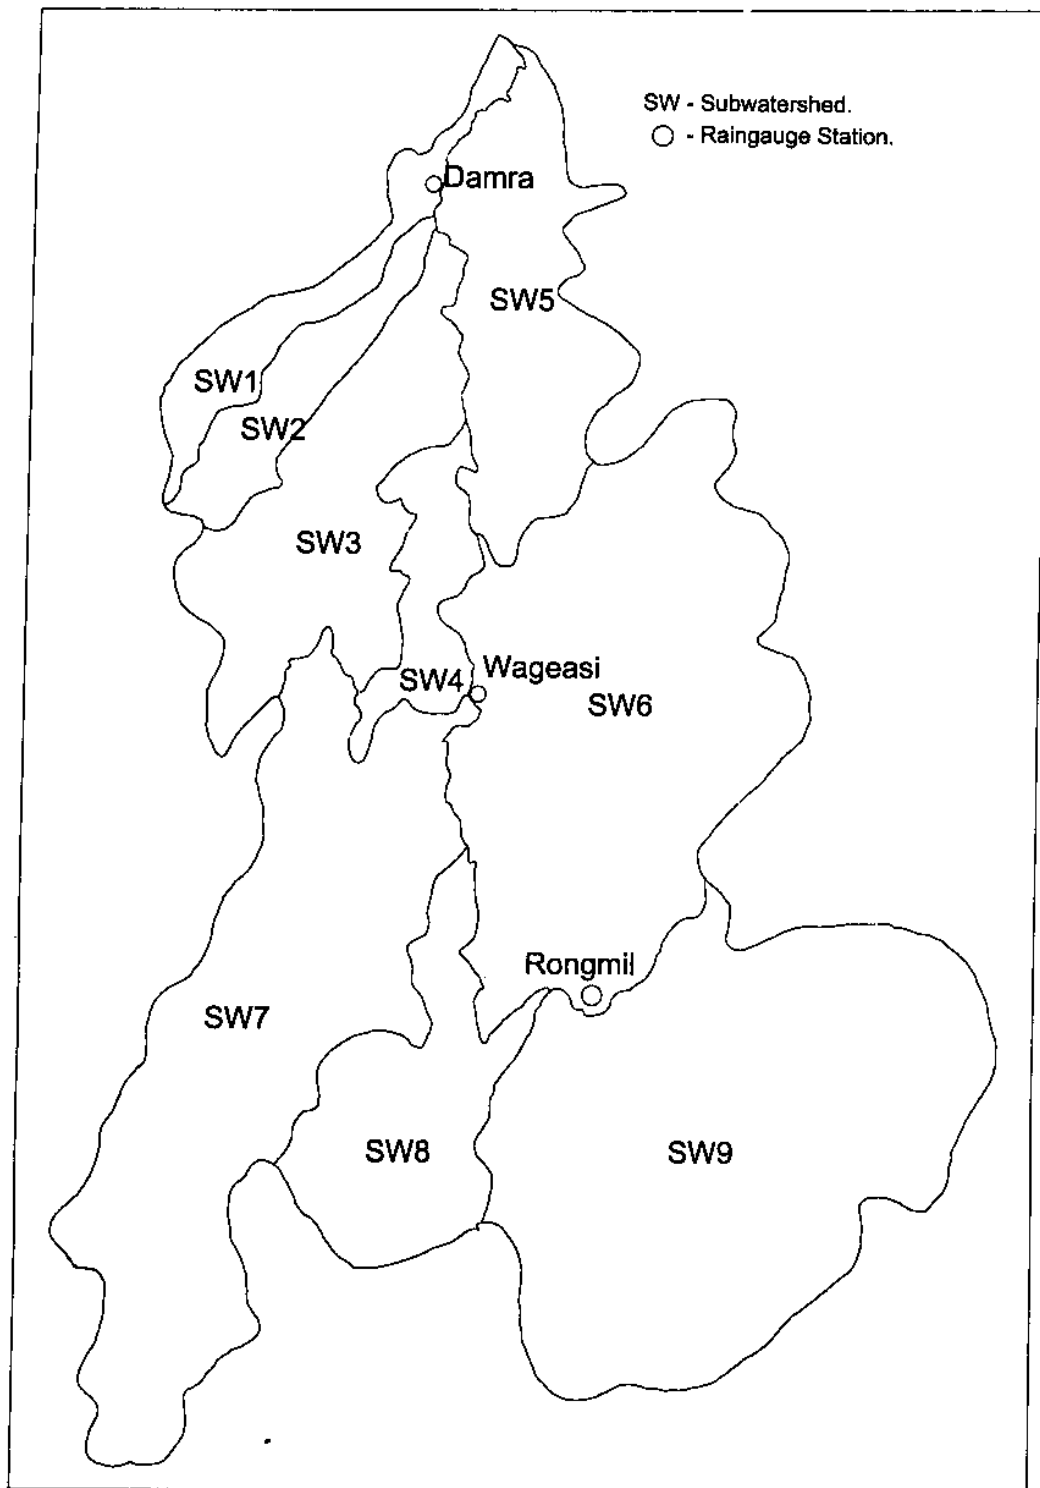 SW - Subwatershed.
- Raingauge Station.
Damra
SW5
SW1
SW2
SW3
Wageasi
SW4
SW6
Rongmil
SW7
SW8
SW9